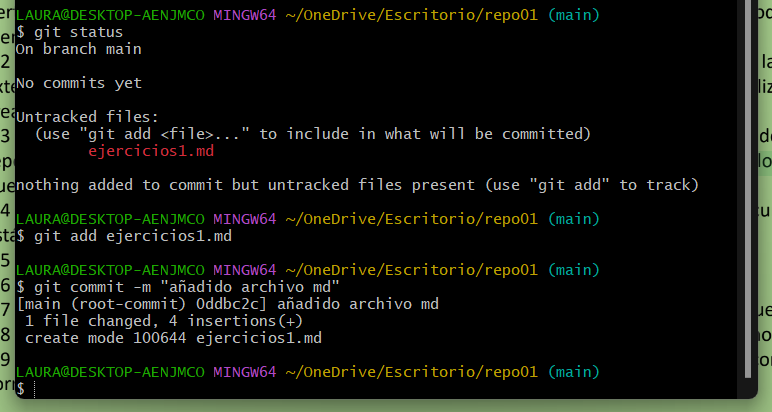 LAURA@DESKTOP-AENJMCO MINGW64 ~/OneDrive/Escritorio/repo01 (main)
$ git status
On branch main
No commits yet
Untracked files:
(use "git add <file>..." to include in what will be committed)
ejercicios1.md
nothing added to commit but untracked files present (use "git add" to track)
LAURA@DESKTOP-AENJMCO MINGW64 ~/OneDrive/Escritorio/repo01 (main)
$ git add ejercicios1.md
LAURA@DESKTOP-AENJMCO MINGW64 ~/OneDrive/Escritorio/repo01 (main)
$ git commit -m "añadido archivo md"
[main (root-commit) 0ddbc2c] añadido archivo md
1 file changed, 4 insertions(+)
create mode 100644 ejercicios1.md
LAURA@DESKTOP-AENJMCO MINGW64 ~/OneDrive/Escritorio/repo01 (main)
$